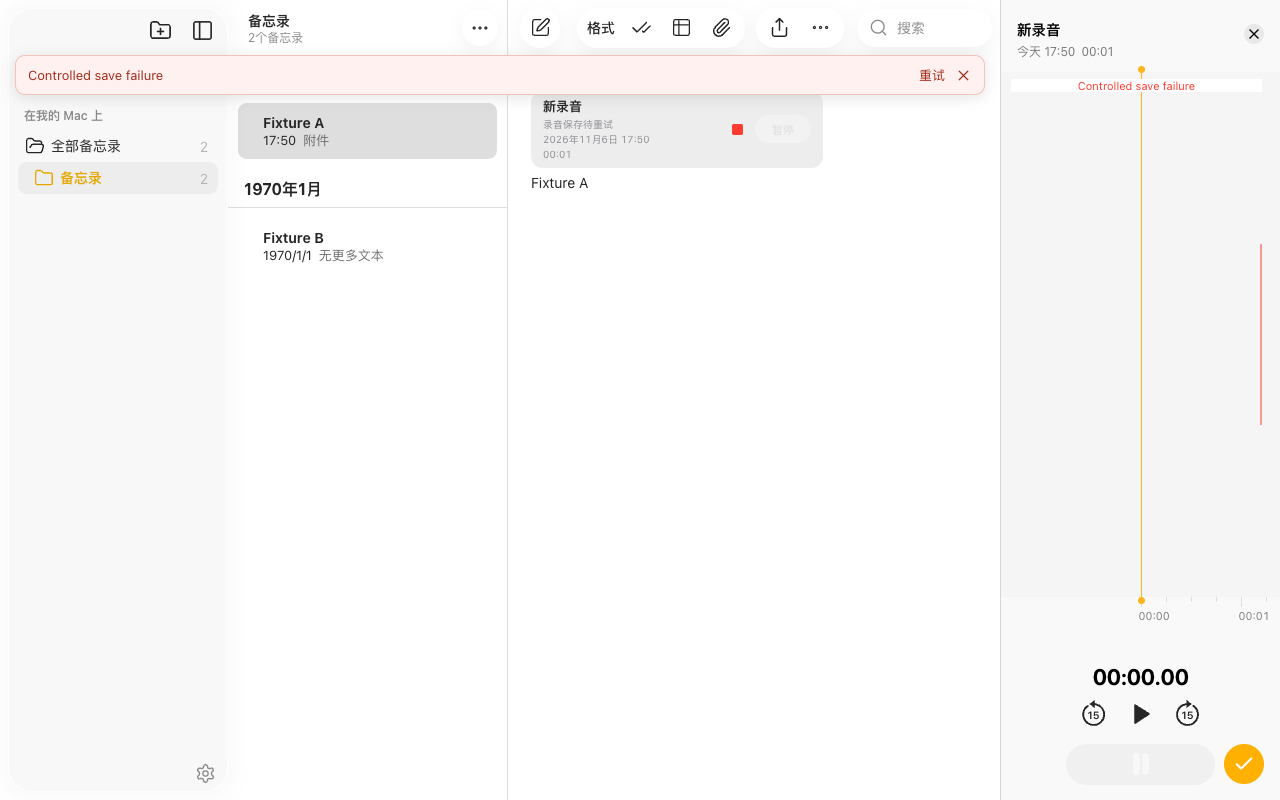 备忘录
2个备忘录
格式
搜索
新录音
今天 17:50 00:01
Controlled save failure
重试
Controlled save failure
在我的 Mac 上
全部备忘录 2
备忘录 2
Fixture A
17:50 附件
1970年1月
Fixture B
1970/1/1 无更多文本
新录音
录音保存待重试
2026年11月6日 17:50
00:01
暂停
Fixture A
00:00 00:01
00:00.00
15 15